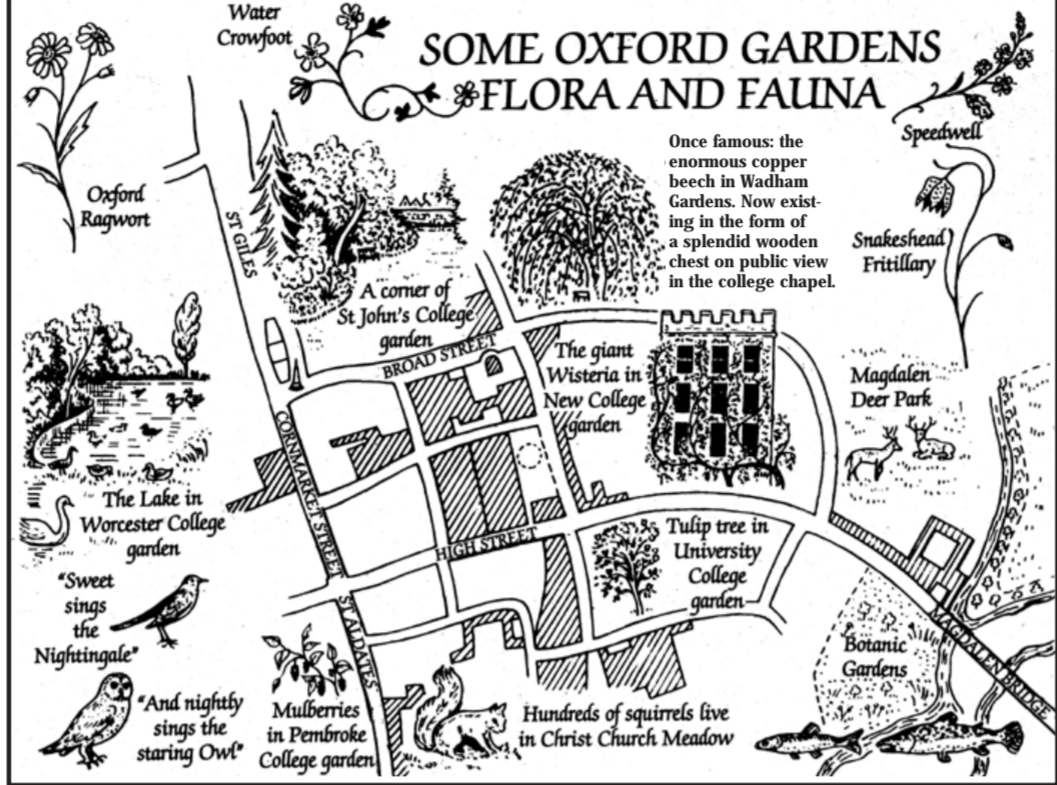 Water
Crowfoot
SOME OXFORD GARDENS
FLORA AND FAUNA
Speedwell
Oxford
Ragwort
Once famous: the
enormous copper
beech in Wadham
Gardens. Now exist-
ing in the form of
a splendid wooden
chest on public view
in the college chapel.
Snakeshead
Fritillary
ST GILES
A corner of
St John's College
garden
BROAD STREET
The giant
Wisteria in
New College
garden
Magdalen
Deer Park
CORNMARKET STREET
The Lake in
Worcester College
garden
HIGH STREET
Tulip tree in
University
College
garden
"Sweet
sings
the
Nightingale"
ST ALDATES
Botanic
Gardens
MAGDALEN BRIDGE
"And nightly
sings the
staring Owl"
Mulberries
in Pembroke
College garden
Hundreds of squirrels live
in Christ Church Meadow